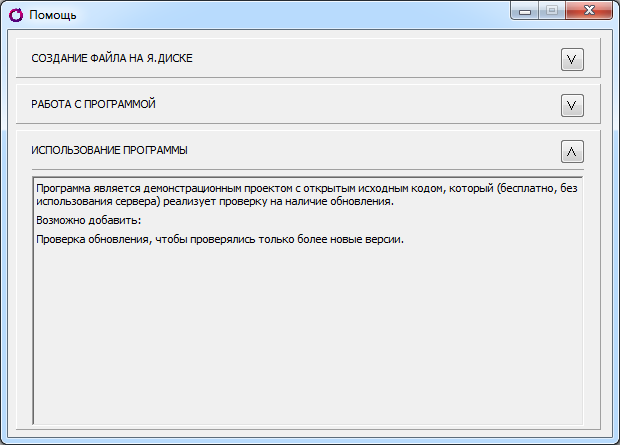 Помощь
СОЗДАНИЕ ФАЙЛА НА Я.ДИСКЕ
РАБОТА С ПРОГРАММОЙ
ИСПОЛЬЗОВАНИЕ ПРОГРАММЫ
Программа является демонстрационным проектом с открытым исходным кодом, который (бесплатно, без
использования сервера) реализует проверку на наличие обновления.
Возможно добавить:
Проверка обновления, чтобы проверялись только более новые версии.